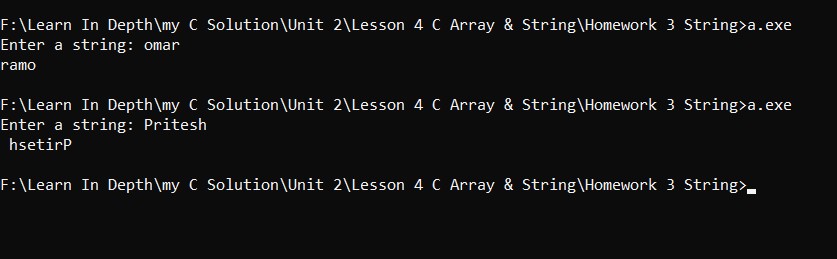 F:\Learn In Depth\my C Solution\Unit 2\Lesson 4 C Array & String\Homework 3 String>a.exe
Enter a string: omar
ramo
F:\Learn In Depth\my C Solution\Unit 2\Lesson 4 C Array & String\Homework 3 String>a.exe
Enter a string: Pritesh
 hsetirP
F:\Learn In Depth\my C Solution\Unit 2\Lesson 4 C Array & String\Homework 3 String>